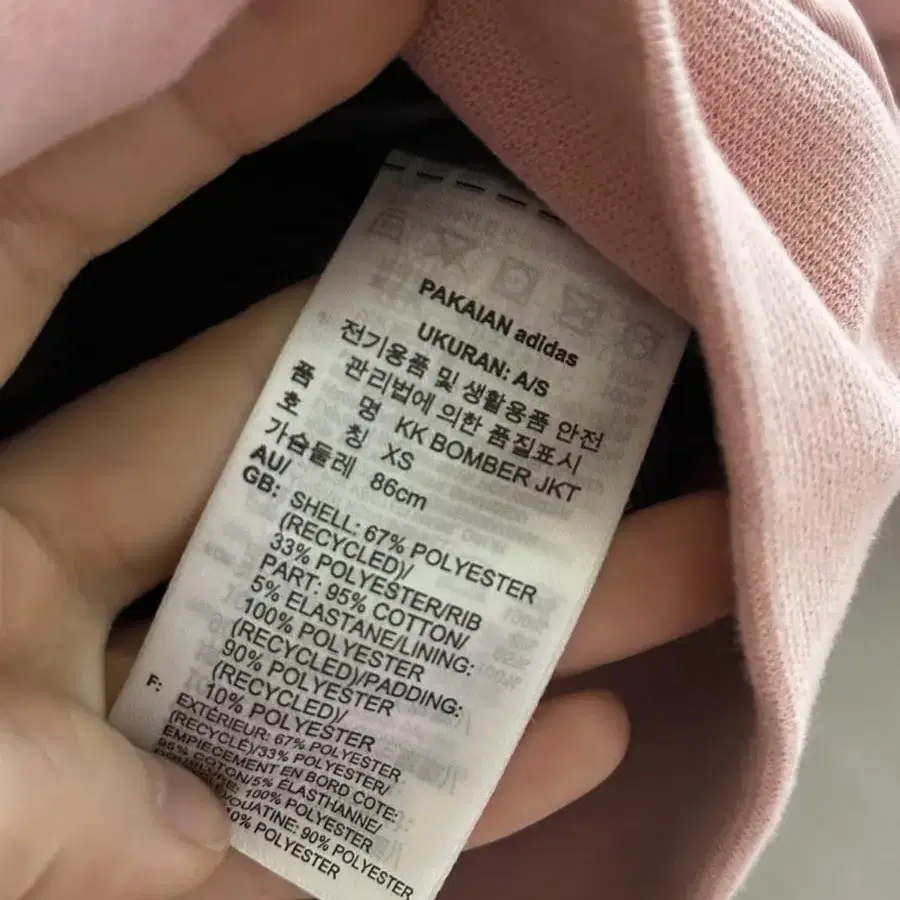 PAKAIAN adidas
UKURAN: A/S
전기용품 및 생활용품 안전
관리법에 의한 품질표시
품 명 KK BOMBER JKT
호 칭 XS
가슴둘레 86cm
AU/
GB: SHELL: 67% POLYESTER
(RECYCLED)/
33% POLYESTER/RIB
PART: 95% COTTON/
5% ELASTANE/LINING:
100% POLYESTER
(RECYCLED)/PADDING:
90% POLYESTER
(RECYCLED)/
10% POLYESTER
F: EXTÉRIEUR: 67% POLYESTER
(RECYCLÉ)/33% POLYESTER/
EMPIÈCEMENT EN BORD CÔTE:
95% COTON/5% ÉLASTHANNE/
100% POLYESTER
OUATINE: 90% POLYESTER
10% POLYESTER